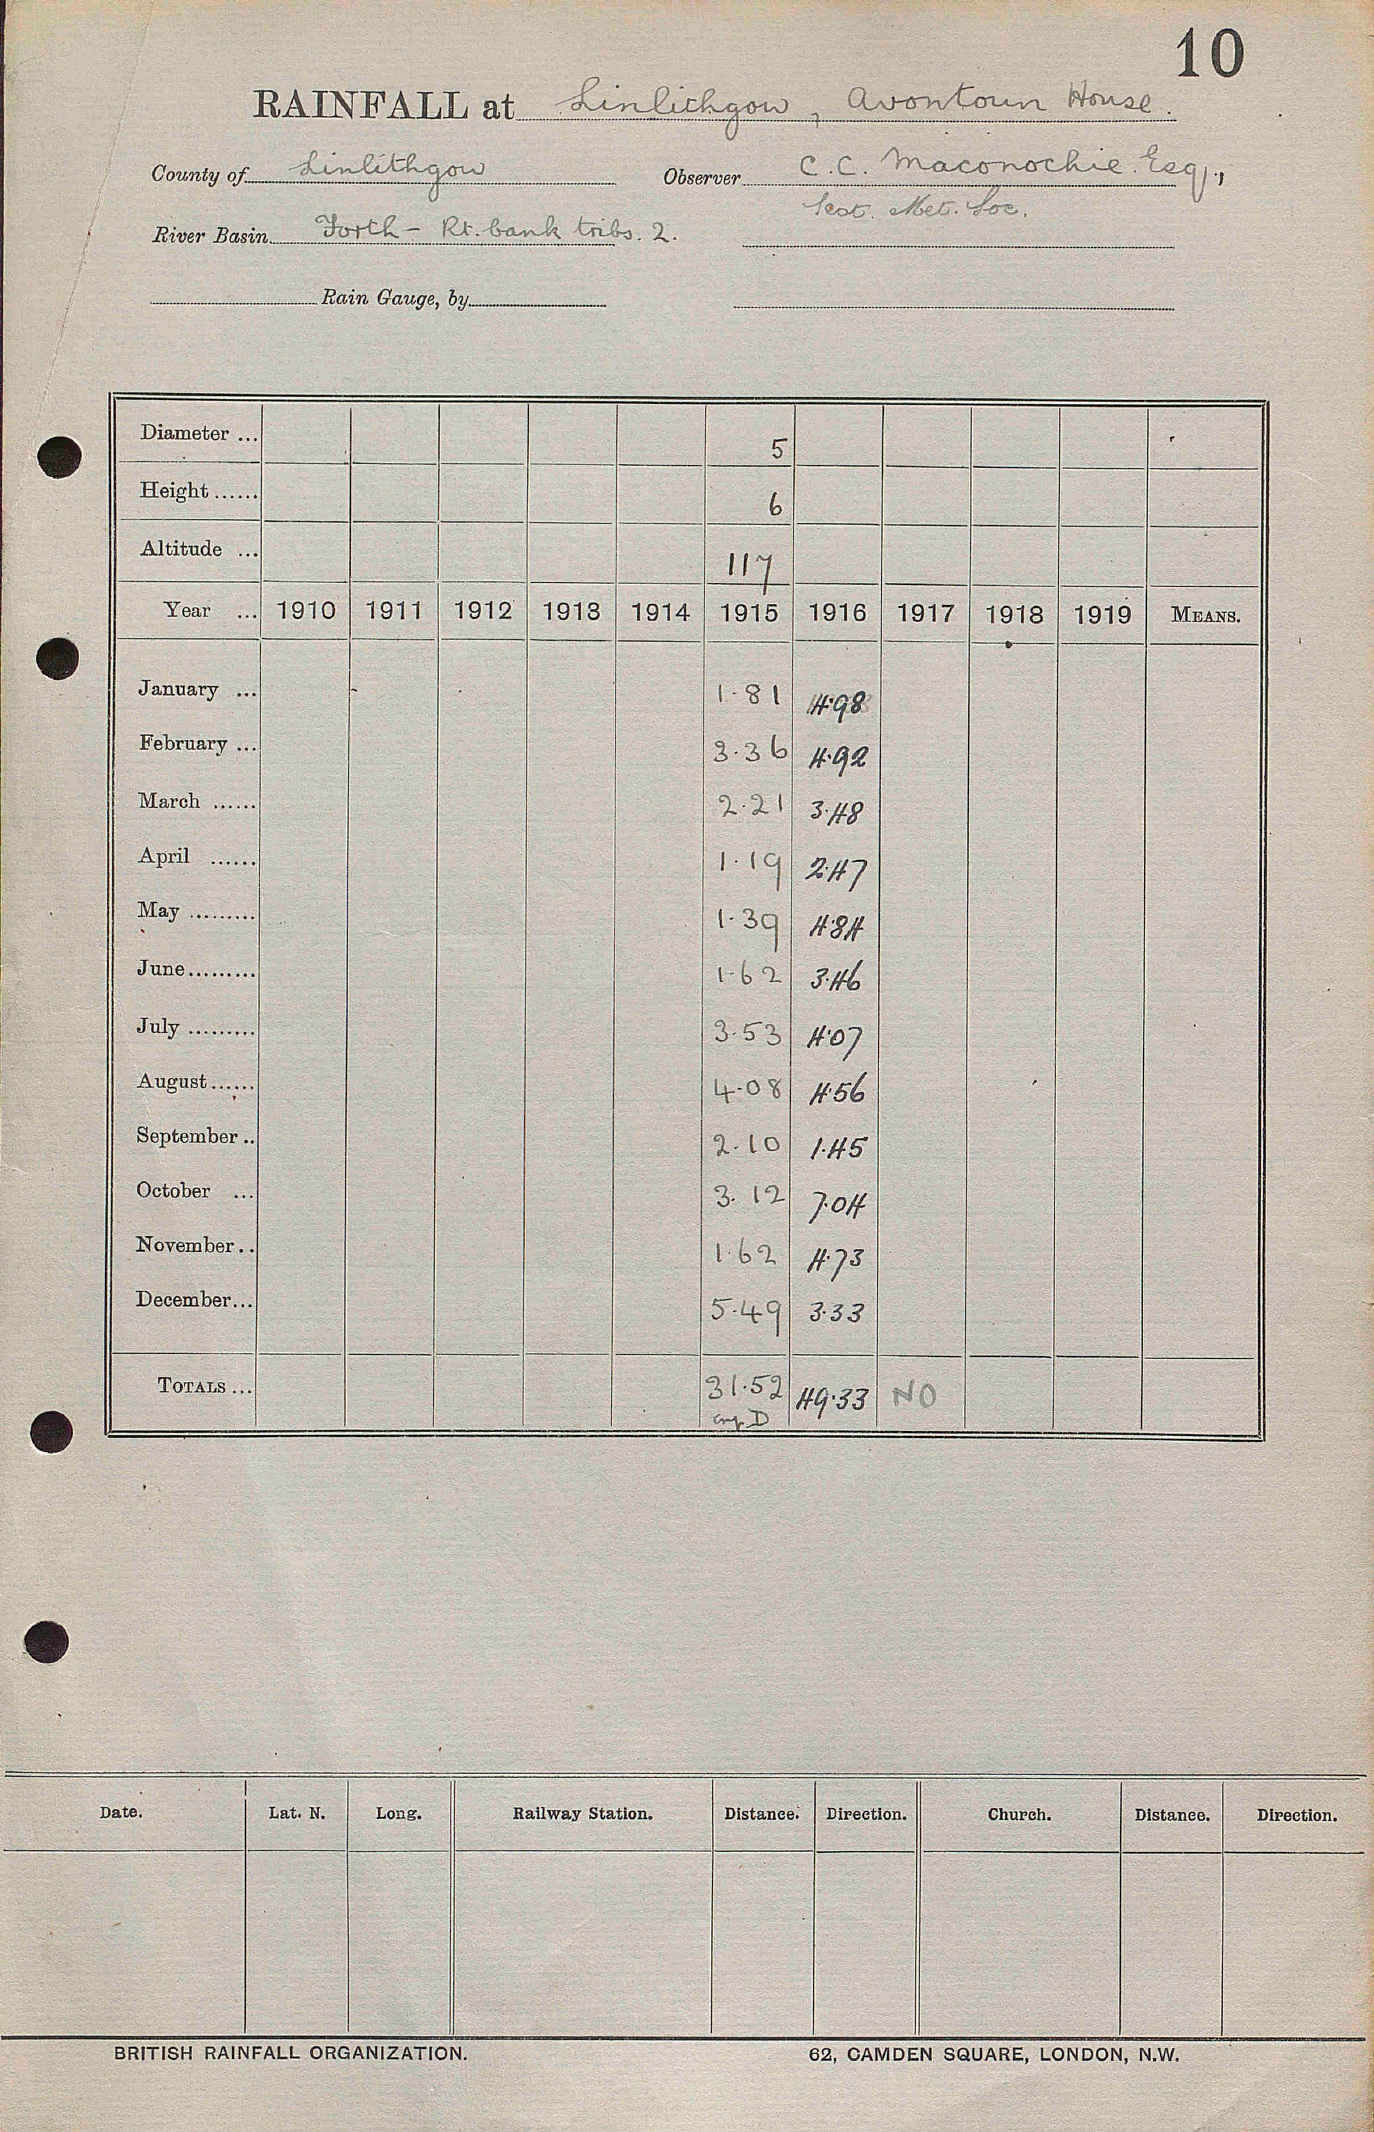 10
RAINFALL at Linlithgow, Avontoun House.
County of Linlithgow Observer C. C. Maconochie. Esq.,
Scot. Met. Soc.
River Basin Forth – Rt. bank tribs. 2.
Rain Gauge, by
Diameter ... 5
Height ...... 6
Altitude ... 117
Year ... 1910 1911 1912 1913 1914 1915 1916 1917 1918 1919 MEANS.
January ... 1.81 4.98
February ... 3.36 4.92
March ...... 2.21 3.48
April ...... 1.19 2.47
May ......... 1.39 4.84
June......... 1.62 3.46
July ......... 3.53 4.07
August...... 4.08 4.56
September .. 2.10 1.45
October ... 3.12 7.04
November .. 1.62 4.73
December... 5.49 3.33
TOTALS ... 31.52 49.33 NO
D
Date. Lat. N. Long. Railway Station. Distance. Direction. Church. Distance. Direction.
BRITISH RAINFALL ORGANIZATION. 62, CAMDEN SQUARE, LONDON, N.W.